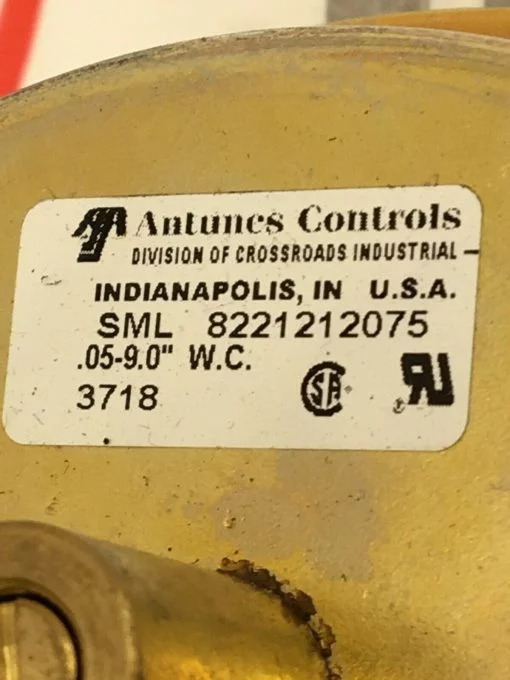 Antunes Controls
DIVISION OF CROSSROADS INDUSTRIAL
INDIANAPOLIS, IN U.S.A.
SML 8221212075
.05-9.0" W.C.
3718